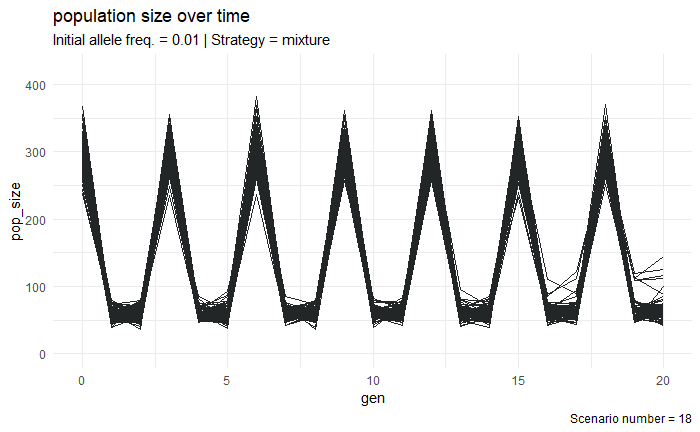 population size over time
Initial allele freq. = 0.01 | Strategy = mixture
400
300
200
100
0
pop_size
0 5 10 15 20
gen
Scenario number = 18